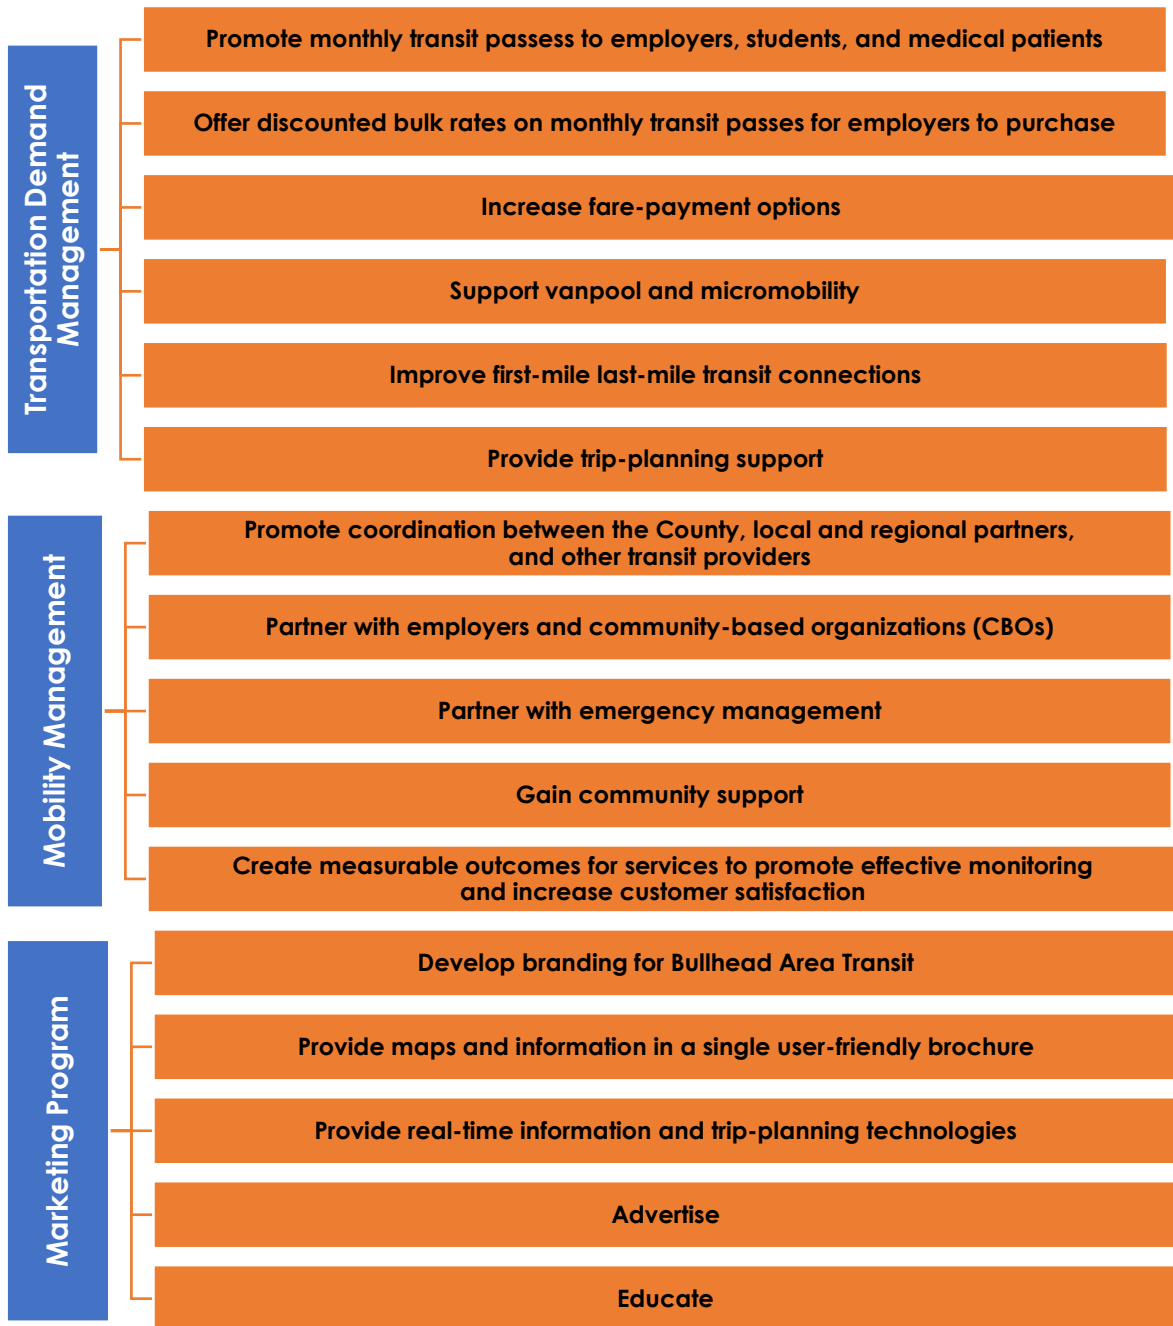 Transportation Demand
Management
Promote monthly transit passess to employers, students, and medical patients
Offer discounted bulk rates on monthly transit passes for employers to purchase
Increase fare-payment options
Support vanpool and micromobility
Improve first-mile last-mile transit connections
Provide trip-planning support
Mobility Management
Promote coordination between the County, local and regional partners,
and other transit providers
Partner with employers and community-based organizations (CBOs)
Partner with emergency management
Gain community support
Create measurable outcomes for services to promote effective monitoring
and increase customer satisfaction
Marketing Program
Develop branding for Bullhead Area Transit
Provide maps and information in a single user-friendly brochure
Provide real-time information and trip-planning technologies
Advertise
Educate